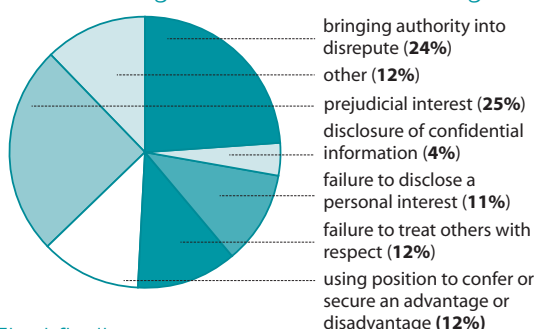 bringing authority into
disrepute (24%)
other (12%)
prejudicial interest (25%)
disclosure of confidential
information (4%)
failure to disclose a
personal interest (11%)
failure to treat others with
respect (12%)
using position to confer or
secure an advantage or
disadvantage (12%)